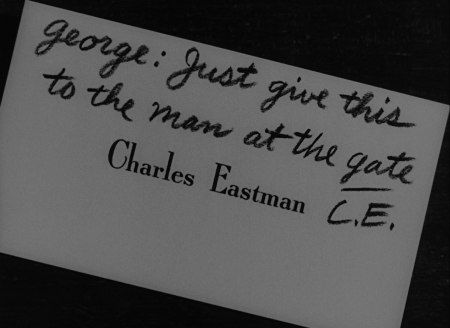 George: Just give this
to the man at the gate
Charles Eastman
C.E.